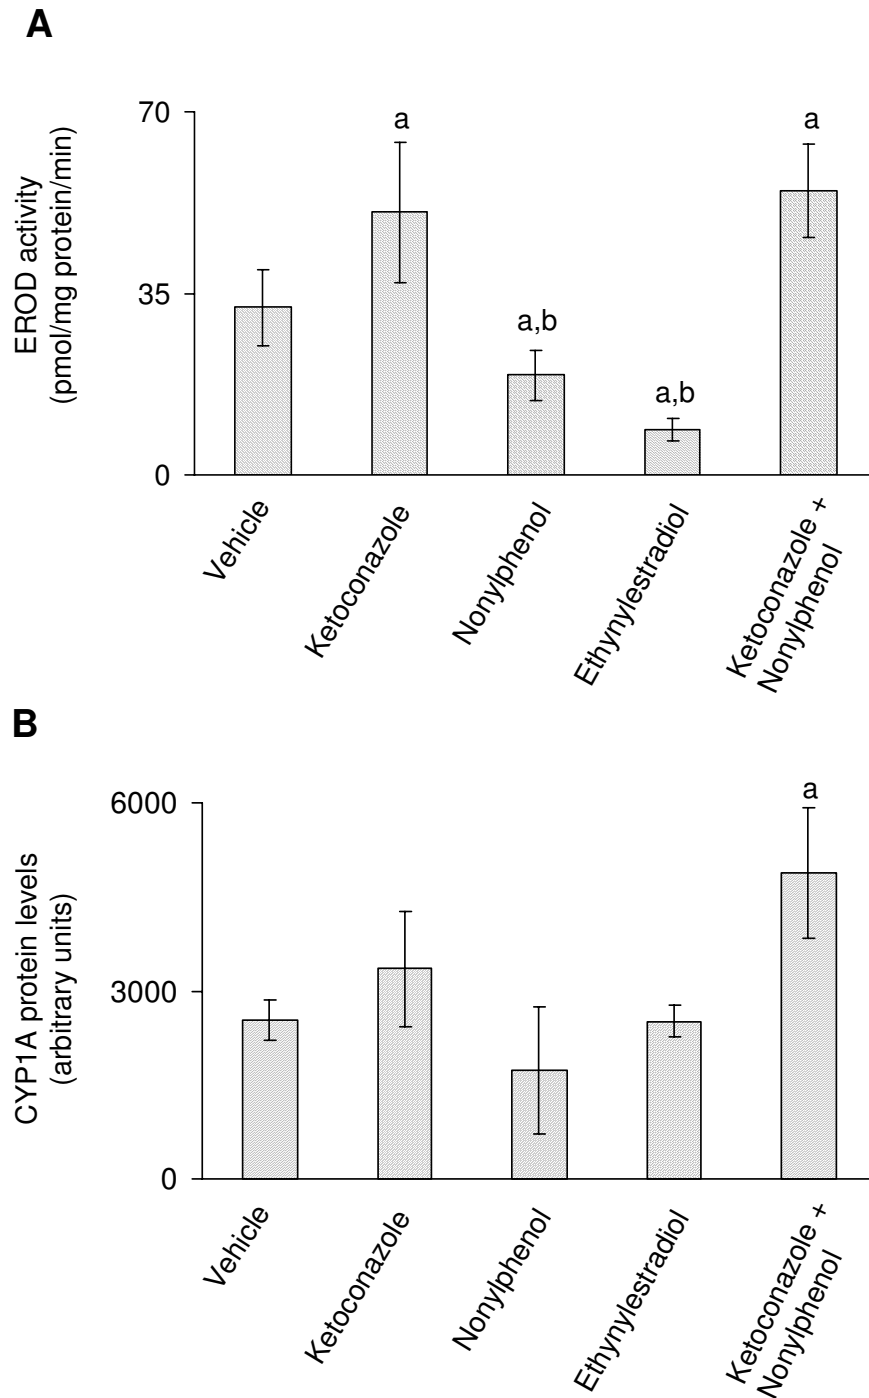 A
EROD activity
(pmol/mg protein/min)
70
35
0
a
a,b
a,b
a
Vehicle
Ketoconazole
Nonylphenol
Ethynylestradiol
Ketoconazole +
Nonylphenol
B
CYP1A protein levels
(arbitrary units)
6000
3000
0
a
Vehicle
Ketoconazole
Nonylphenol
Ethynylestradiol
Ketoconazole +
Nonylphenol